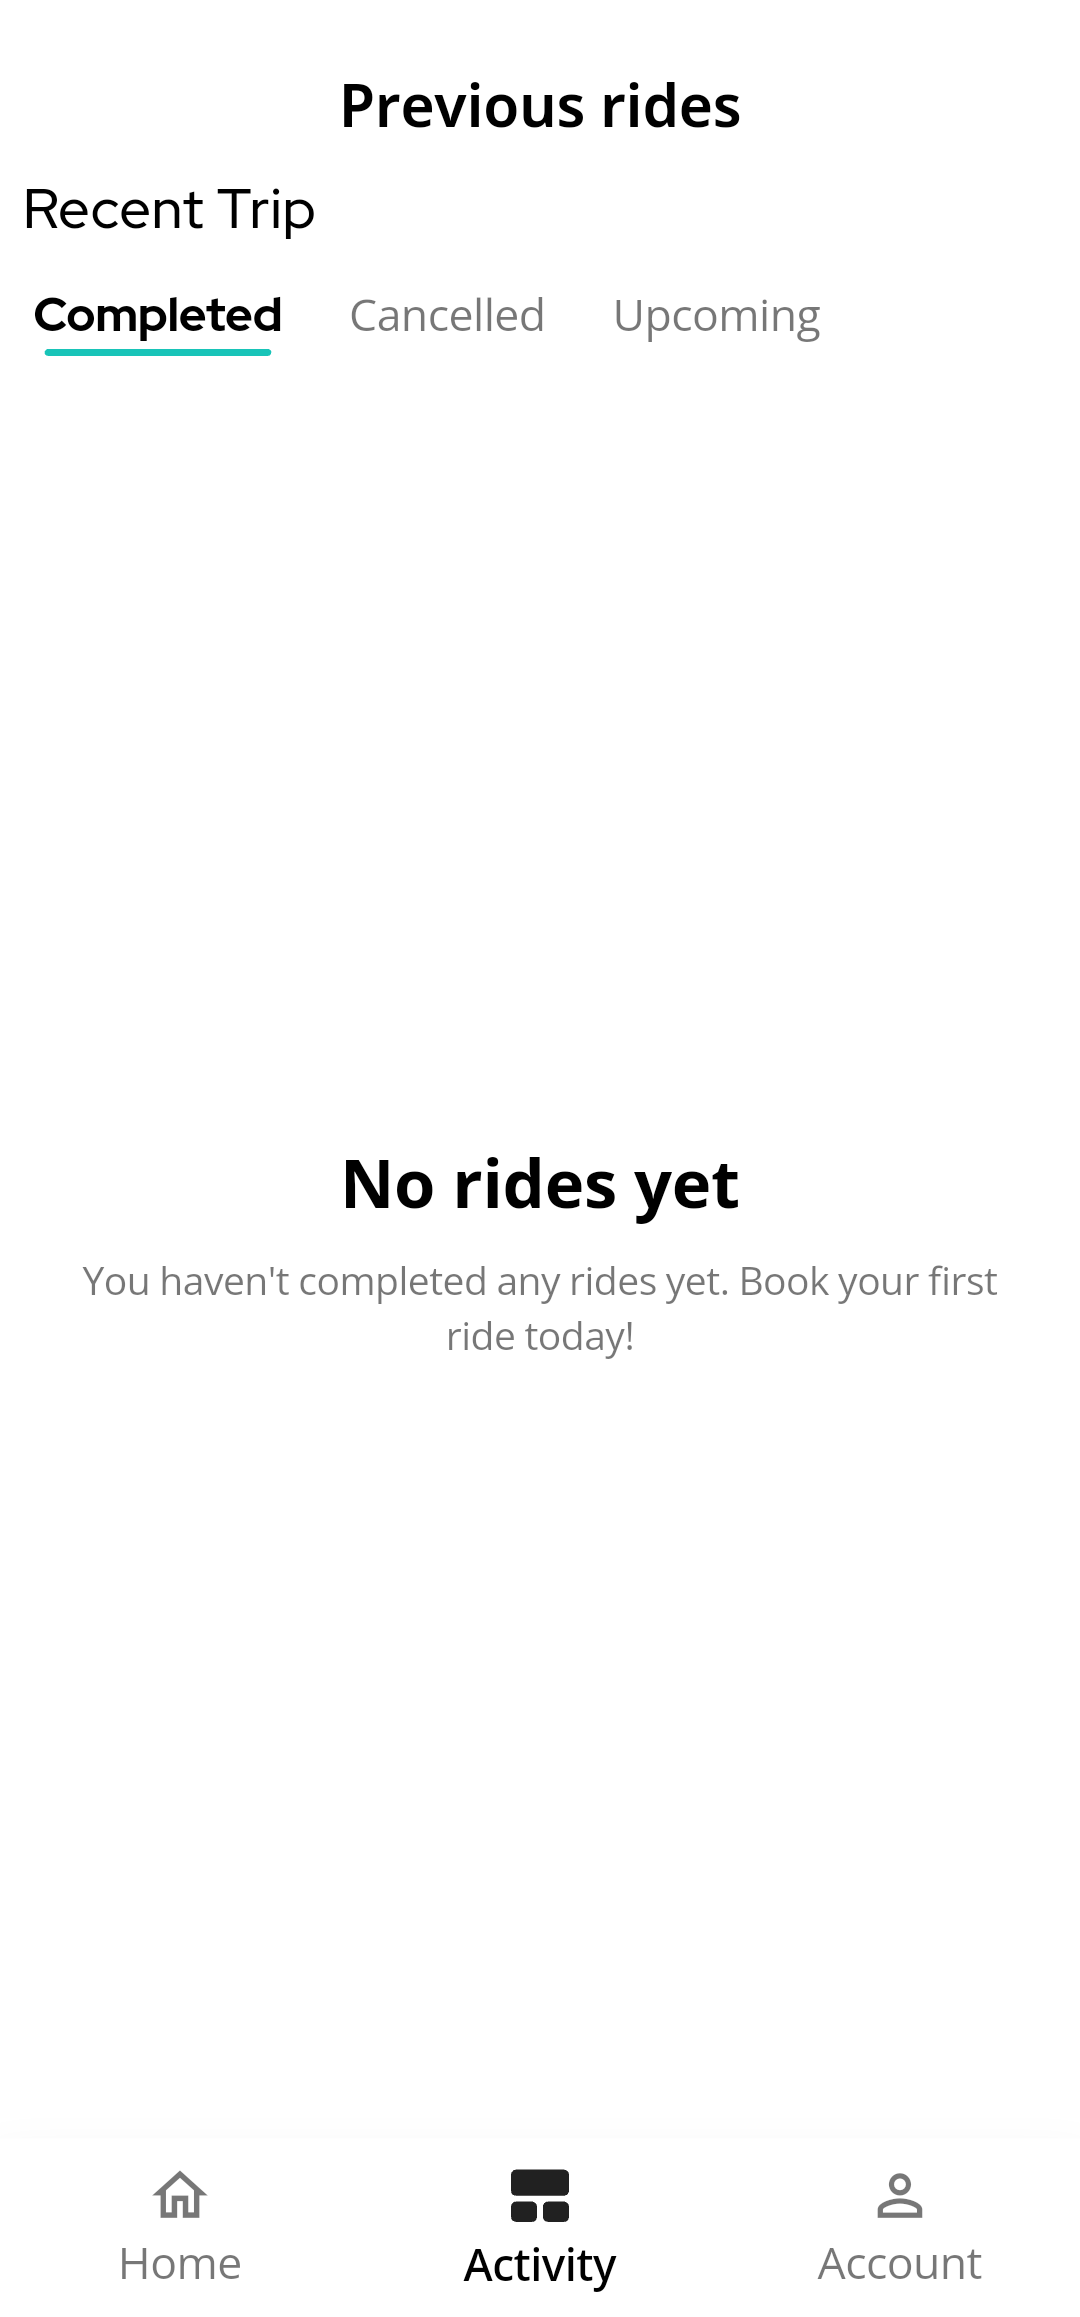 Previous rides
Recent Trip
Completed Cancelled Upcoming
No rides yet
You haven't completed any rides yet. Book your first
ride today!
Home Activity Account